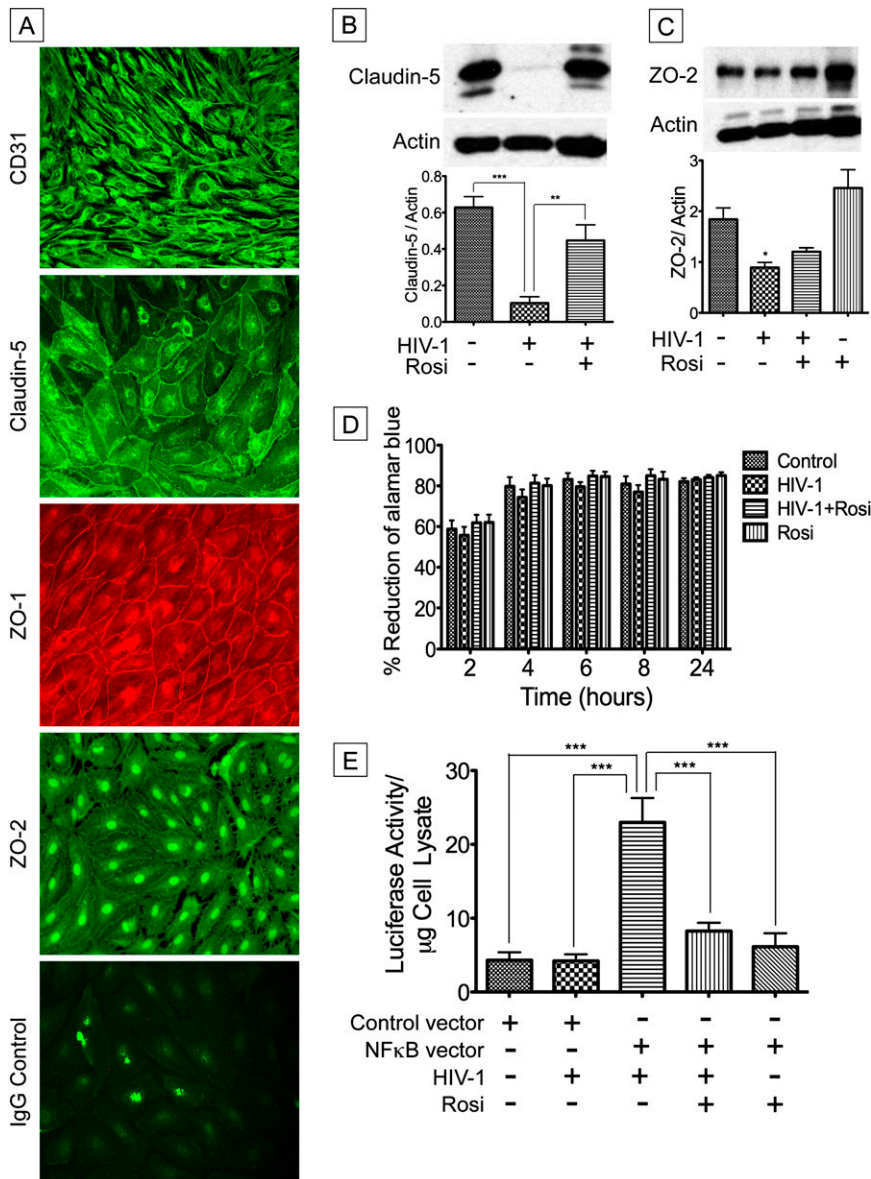 A
CD31
Claudin-5
ZO-1
ZO-2
IgG Control
B
Claudin-5
Actin
***
**
Claudin-5 / Actin
0.8
0.6
0.4
0.2
0.0
HIV-1 - + +
Rosi - - +
C
ZO-2
Actin
*
ZO-2/ Actin
3
2
1
0
HIV-1 - + + -
Rosi - - + +
D
% Reduction of alamar blue
100
80
60
40
20
0
2 4 6 8 24
Time (hours)
Control
HIV-1
HIV-1+Rosi
Rosi
E
*** ***
*** ***
Luciferase Activity/
µg Cell Lysate
30
20
10
0
Control vector + + - - -
NFκB vector - - + + +
HIV-1 - + + + -
Rosi - - - + +